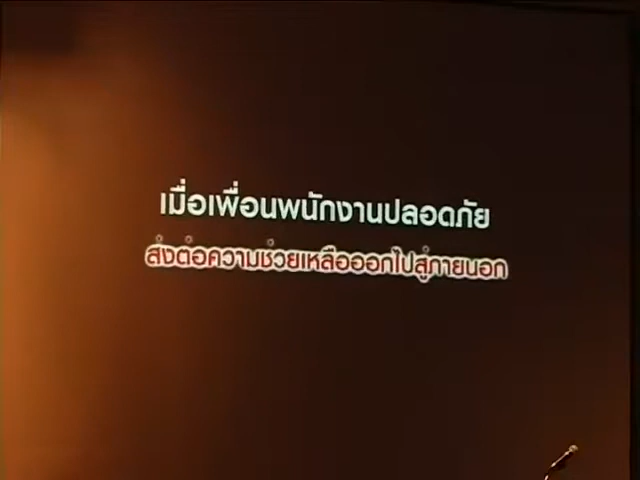 เมื่อเพื่อนพนักงานปลอดภัย
ส่งต่อความช่วยเหลือออกไปสู่ภายนอก